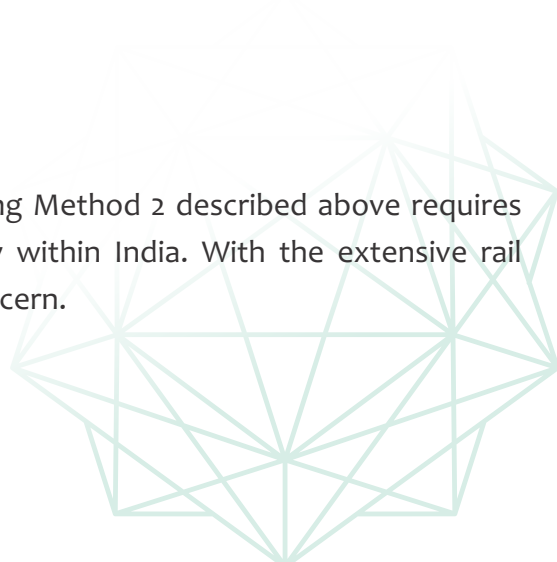 ng Method 2 described above requires
within India. With the extensive rail
cern.